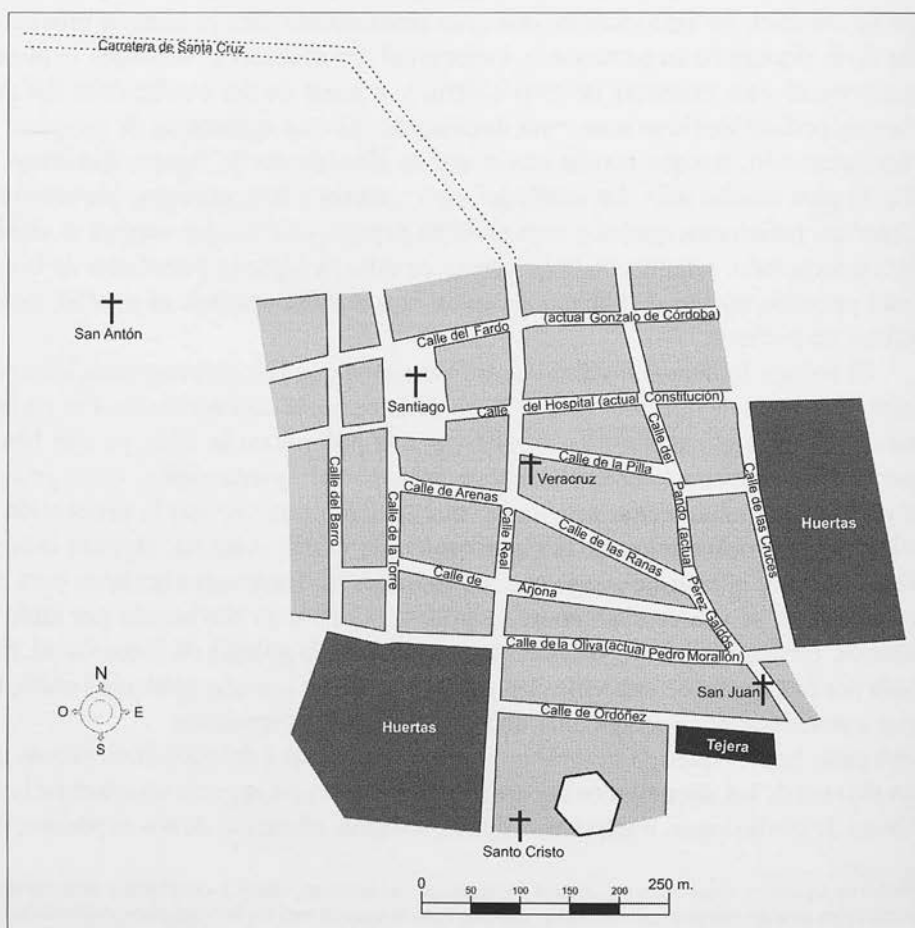 Carretera de Santa Cruz
San Antón
Calle del Fardo
(actual Gonzalo de Córdoba)
Santiago
Calle del Hospital (actual Constitución)
Calle de la Pilla
Veracruz
Calle del Prado (actual Pérez Galdós)
Calle de las Cruces
Huertas
Calle del Barro
Calle de la Torre
Calle de Arenas
Calle Real
Calle de las Ranas
Calle de Arjona
Calle de la Oliva (actual Pedro Morallón)
San Juan
N
O
E
S
Huertas
Calle de Ordóñez
Tejera
Santo Cristo
0 50 100 150 200 250 m.